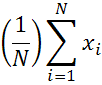 (1/N) ∑_{i=1}^{N} x_i